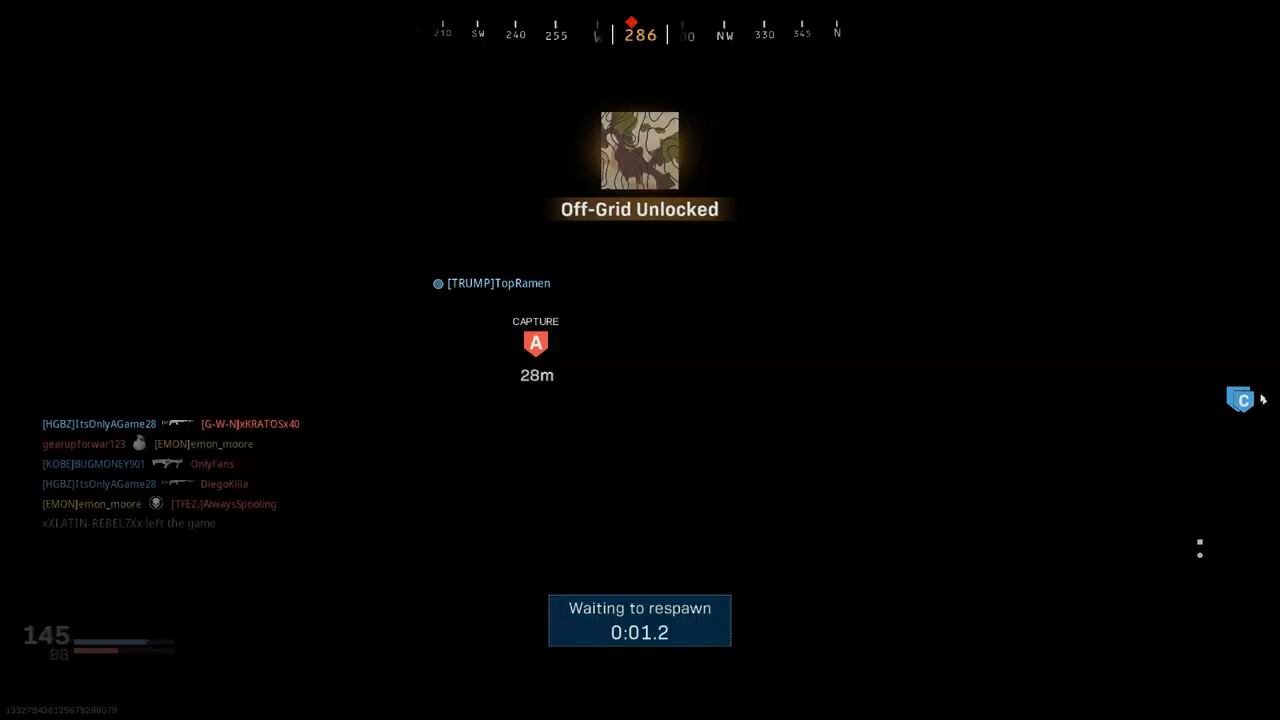 210 SW 240 255 W 286 NW 330 345 N
Off-Grid Unlocked
[TRUMP]TopRamen
CAPTURE
A
28m
C
[HGBZ]ItsOnlyAGame28 [G-W-N]xKRATOSx40
gearupforwar123 [EMON]emon_moore
[KOBE]BUGMONEY901 OnlyFans
[HGBZ]ItsOnlyAGame28 DiegoKilla
[EMON]emon_moore [TFEZ.]AlwaysSpooling
xXLATIN-REBEL7Xx left the game
Waiting to respawn
0:01.2
145
88